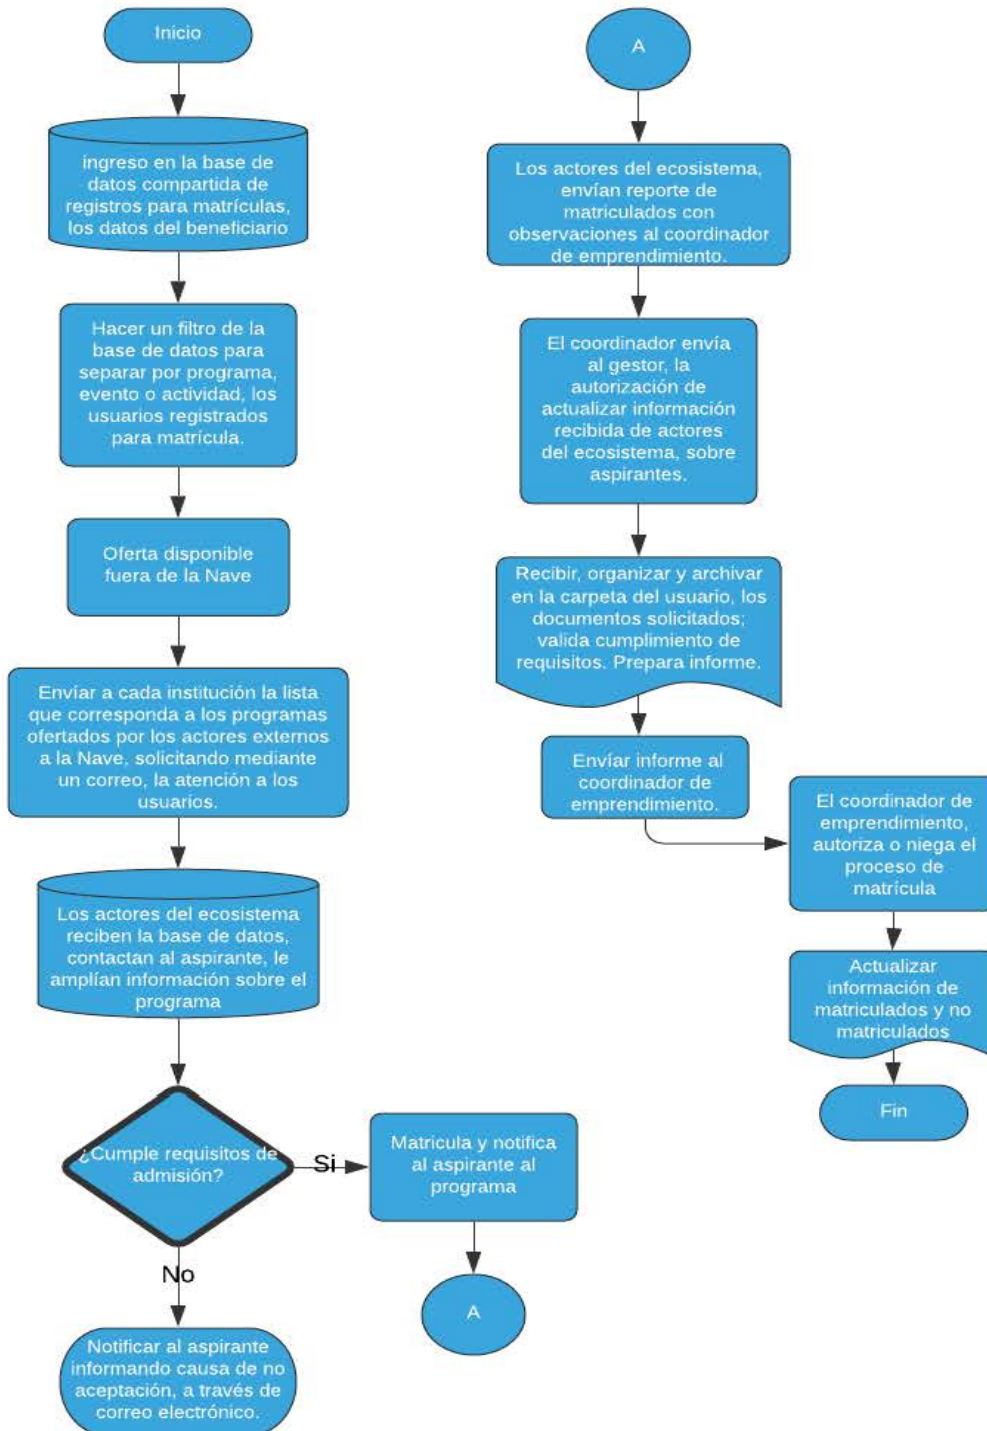 Inicio
ingreso en la base de
datos compartida de
registros para matrículas,
los datos del beneficiario
Hacer un filtro de la
base de datos para
separar por programa,
evento o actividad, los
usuarios registrados
para matrícula.
Oferta disponible
fuera de la Nave
Envíar a cada institución la lista
que corresponda a los programas
ofertados por los actores externos
a la Nave, solicitando mediante
un correo, la atención a los
usuarios.
Los actores del ecosistema
reciben la base de datos,
contactan al aspirante, le
amplían información sobre el
programa
¿Cumple requisitos de
admisión?
Si
No
Matricula y notifica
al aspirante al
programa
A
Notificar al aspirante
informando causa de no
aceptación, a través de
correo electrónico.
A
Los actores del ecosistema,
envían reporte de
matriculados con
observaciones al coordinador
de emprendimiento.
El coordinador envía
al gestor, la
autorización de
actualizar información
recibida de actores
del ecosistema, sobre
aspirantes.
Recibir, organizar y archivar
en la carpeta del usuario, los
documentos solicitados;
valida cumplimiento de
requisitos. Prepara informe.
Envíar informe al
coordinador de
emprendimiento.
El coordinador de
emprendimiento,
autoriza o niega el
proceso de
matrícula
Actualizar
información de
matriculados y no
matriculados
Fin